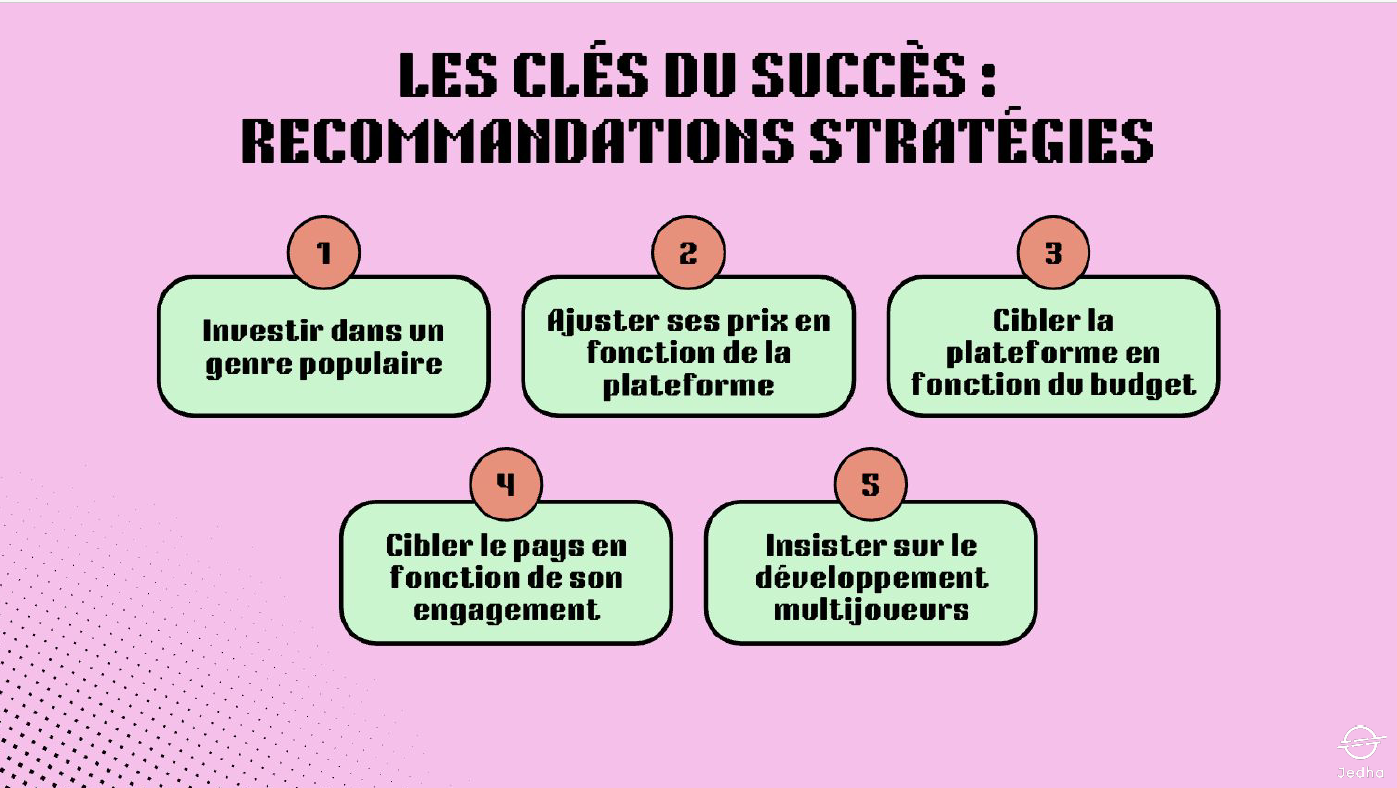 LES CLÉS DU SUCCÈS :
RECOMMANDATIONS STRATÉGIES
1
Investir dans un
genre populaire
2
Ajuster ses prix en
fonction de la
plateforme
3
Cibler la
plateforme en
fonction du budget
4
Cibler le pays en
fonction de son
engagement
5
Insister sur le
développement
multijoueurs
Jedha